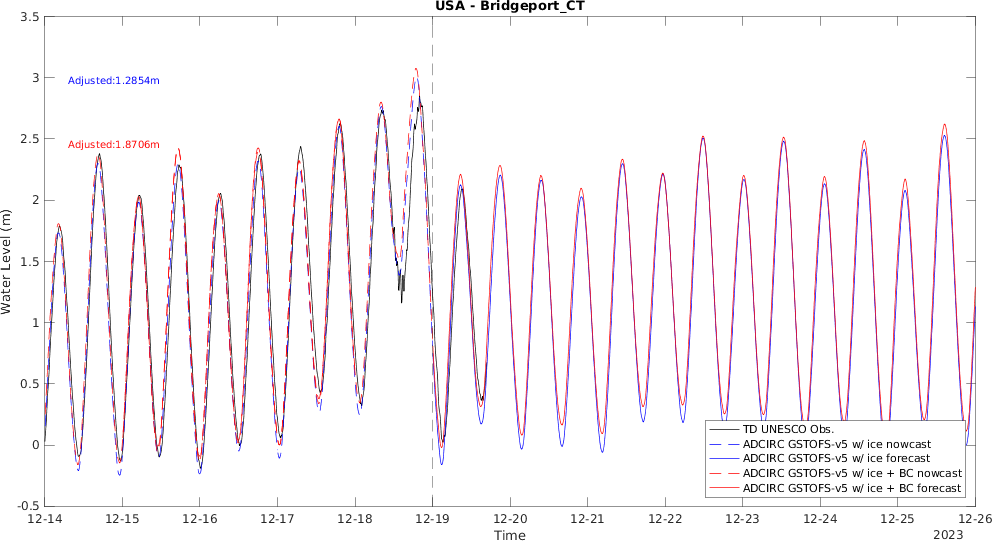 USA - Bridgeport_CT
3.5
3
2.5
2
1.5
1
0.5
0
-0.5
Water Level (m)
Adjusted:1.2854m
Adjusted:1.8706m
TD UNESCO Obs.
ADCIRC GSTOFS-v5 w/ ice nowcast
ADCIRC GSTOFS-v5 w/ ice forecast
ADCIRC GSTOFS-v5 w/ ice + BC nowcast
ADCIRC GSTOFS-v5 w/ ice + BC forecast
12-14 12-15 12-16 12-17 12-18 12-19 12-20 12-21 12-22 12-23 12-24 12-25 12-26
Time
2023